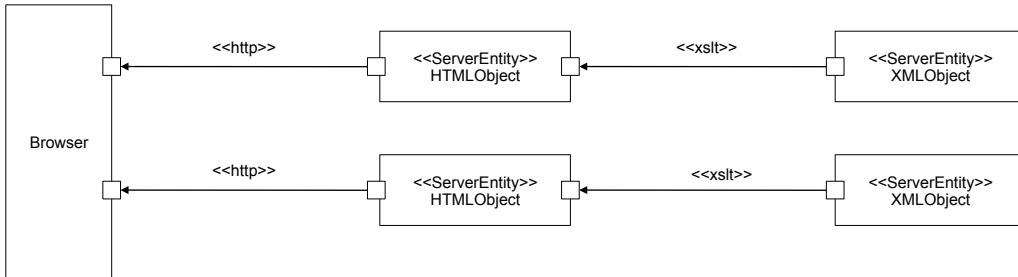 <<http>>
<<ServerEntity>>
HTMLObject
<<xslt>>
<<ServerEntity>>
XMLObject
Browser
<<http>>
<<ServerEntity>>
HTMLObject
<<xslt>>
<<ServerEntity>>
XMLObject